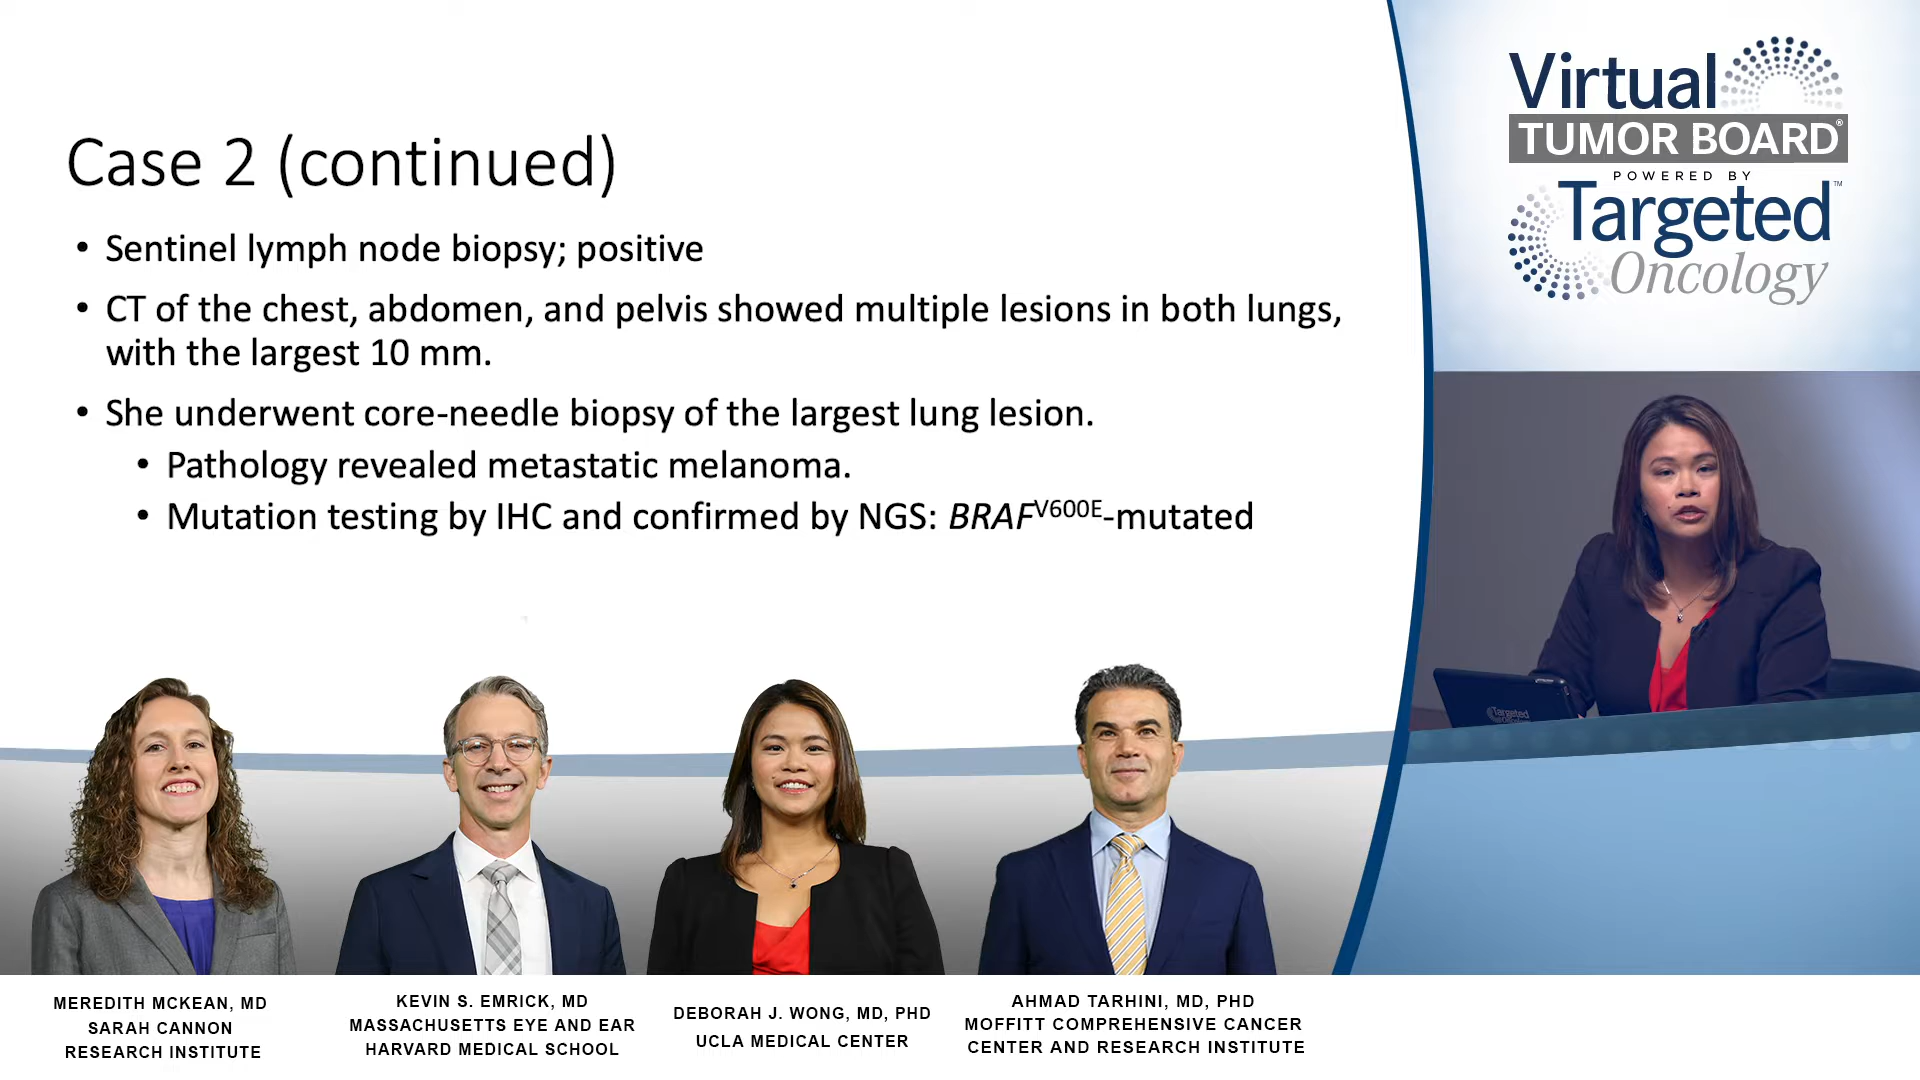 Case 2 (continued)
• Sentinel lymph node biopsy; positive
• CT of the chest, abdomen, and pelvis showed multiple lesions in both lungs,
with the largest 10 mm.
• She underwent core-needle biopsy of the largest lung lesion.
• Pathology revealed metastatic melanoma.
• Mutation testing by IHC and confirmed by NGS: BRAFV600E-mutated
Virtual
TUMOR BOARD®
POWERED BY
Targeted™
Oncology
Targeted
Oncology
MEREDITH MCKEAN, MD
SARAH CANNON
RESEARCH INSTITUTE
KEVIN S. EMRICK, MD
MASSACHUSETTS EYE AND EAR
HARVARD MEDICAL SCHOOL
DEBORAH J. WONG, MD, PHD
UCLA MEDICAL CENTER
AHMAD TARHINI, MD, PHD
MOFFITT COMPREHENSIVE CANCER
CENTER AND RESEARCH INSTITUTE